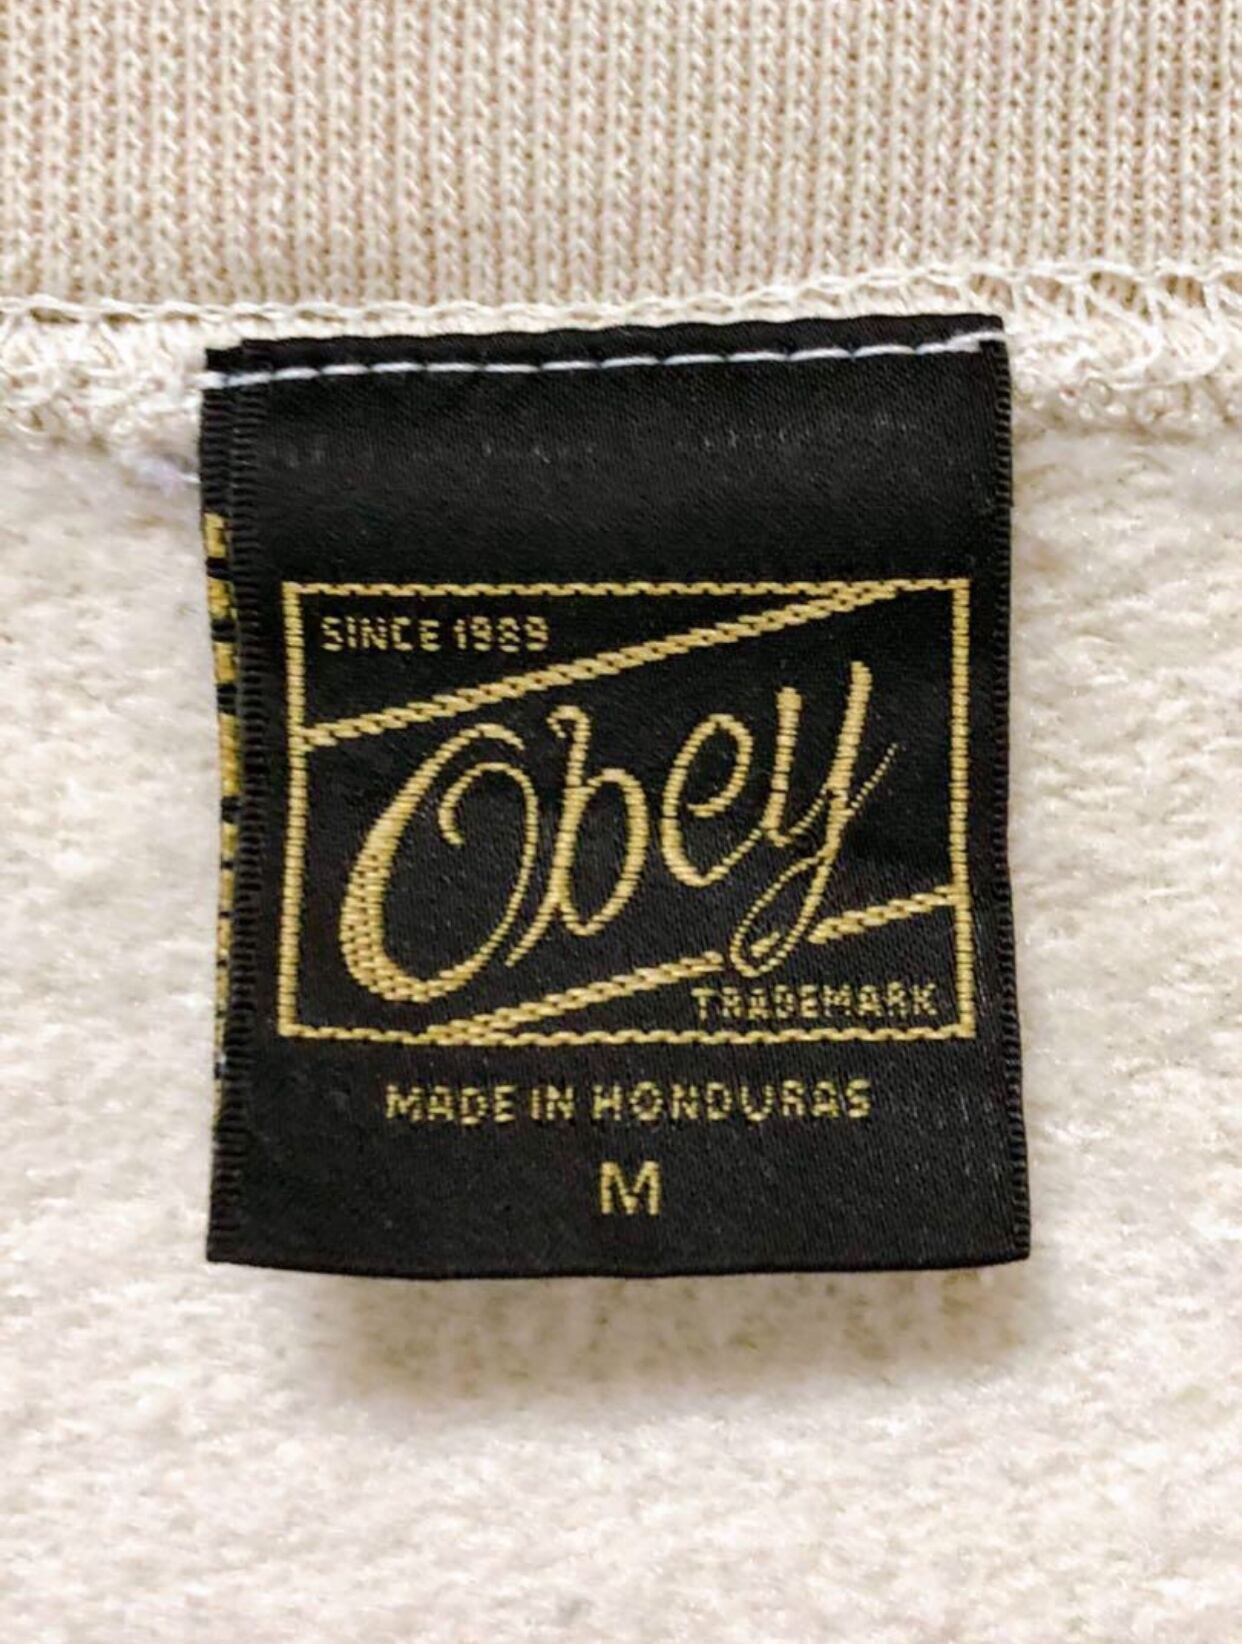 SINCE 1989
Obey
TRADEMARK
MADE IN HONDURAS
M